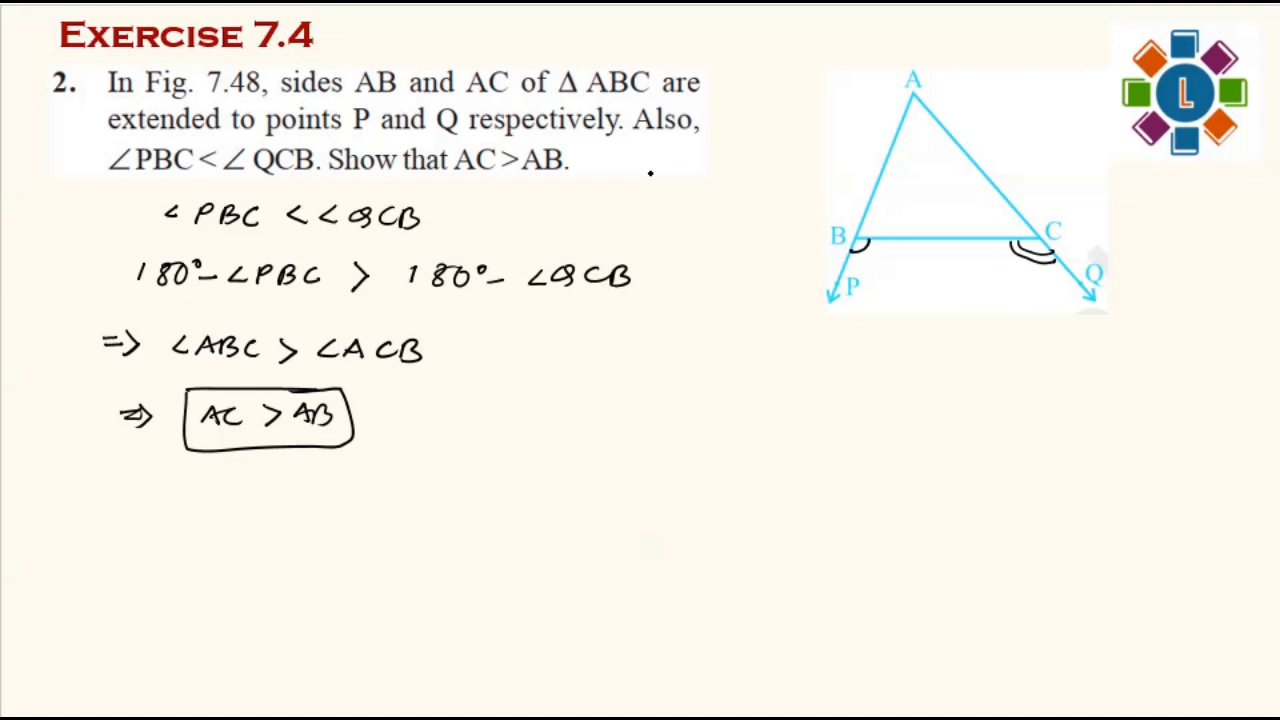 EXERCISE 7.4
2. In Fig. 7.48, sides AB and AC of Δ ABC are
extended to points P and Q respectively. Also,
∠PBC < ∠ QCB. Show that AC > AB.
∠PBC < ∠QCB
180° - ∠PBC > 180° - ∠QCB
=> ∠ABC > ∠ACB
=> AC > AB
A
B
C
P
Q
L